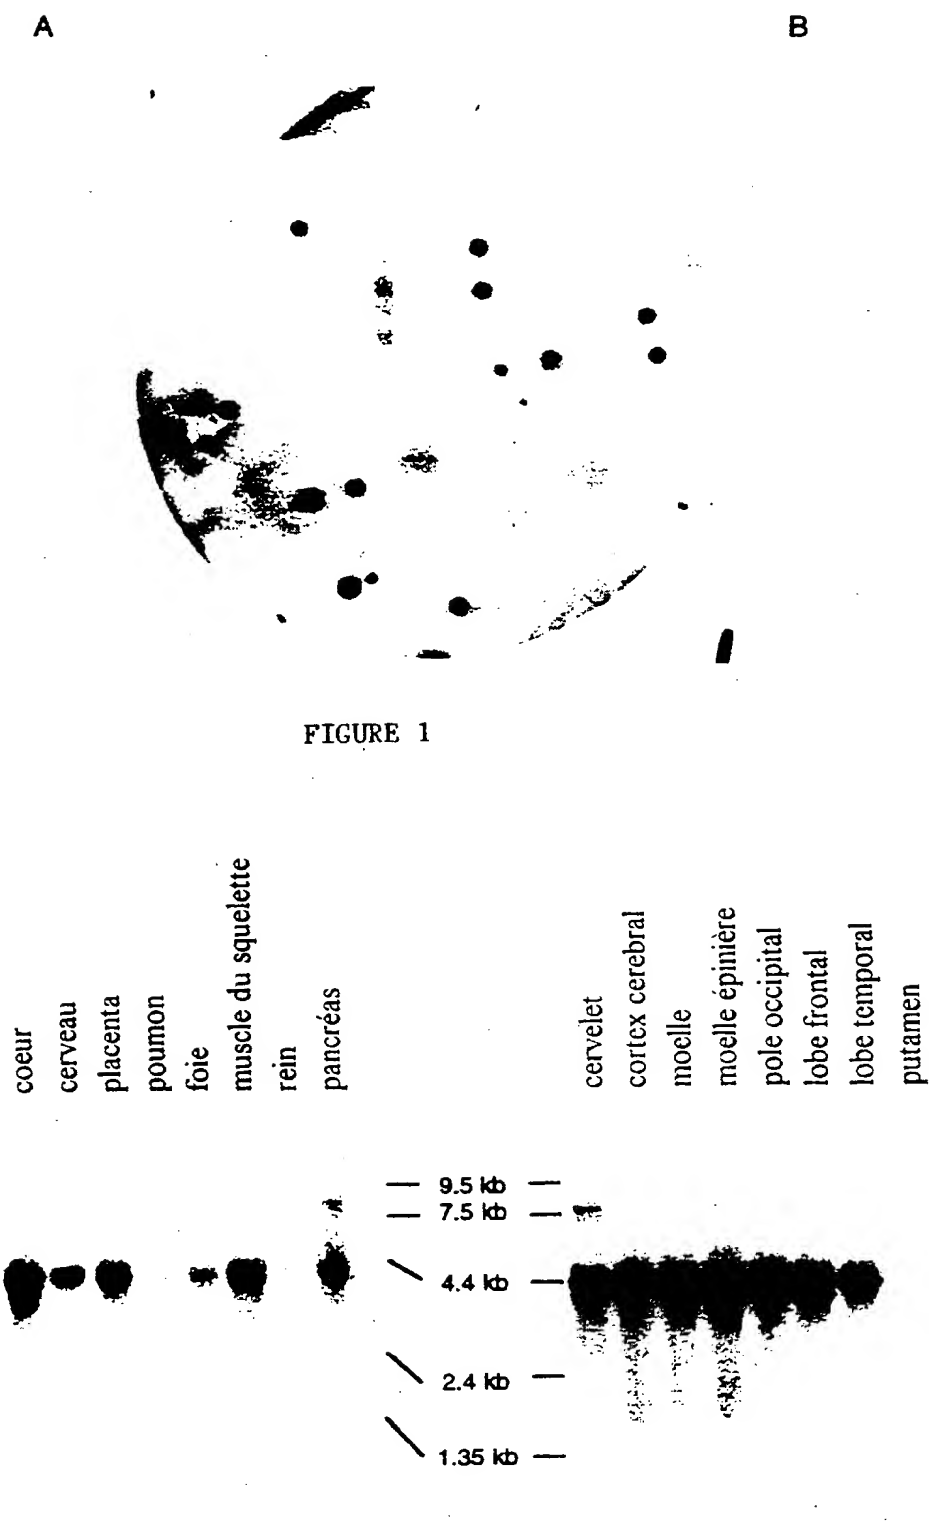 A
B
FIGURE 1
coeur
cerveau
placenta
poumon
foie
muscle du squelette
rein
pancréas
cervelet
cortex cerebral
moelle
moelle épinière
pole occipital
lobe frontal
lobe temporal
putamen
9.5 kb
7.5 kb
4.4 kb
2.4 kb
1.35 kb